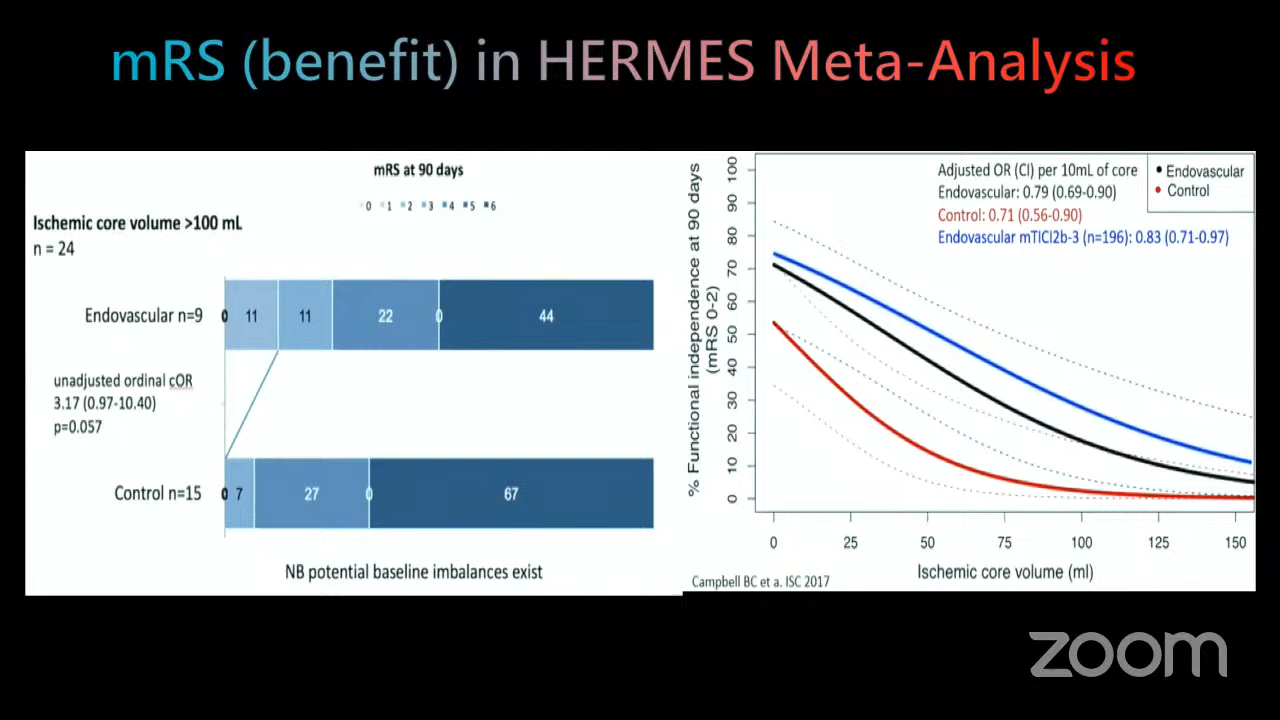 mRS (benefit) in HERMES Meta-Analysis
mRS at 90 days
0 1 2 3 4 5 6
Ischemic core volume >100 mL
n = 24
Endovascular n=9
0 11 11 22 0 44
unadjusted ordinal cOR
3.17 (0.97-10.40)
p=0.057
Control n=15
0 7 27 0 67
NB potential baseline imbalances exist
% Functional independence at 90 days
(mRS 0-2)
100
90
80
70
60
50
40
30
20
10
0
Adjusted OR (CI) per 10mL of core
Endovascular: 0.79 (0.69-0.90)
Control: 0.71 (0.56-0.90)
Endovascular mTICI2b-3 (n=196): 0.83 (0.71-0.97)
Endovascular
Control
0 25 50 75 100 125 150
Ischemic core volume (ml)
Campbell BC et a. ISC 2017
zoom